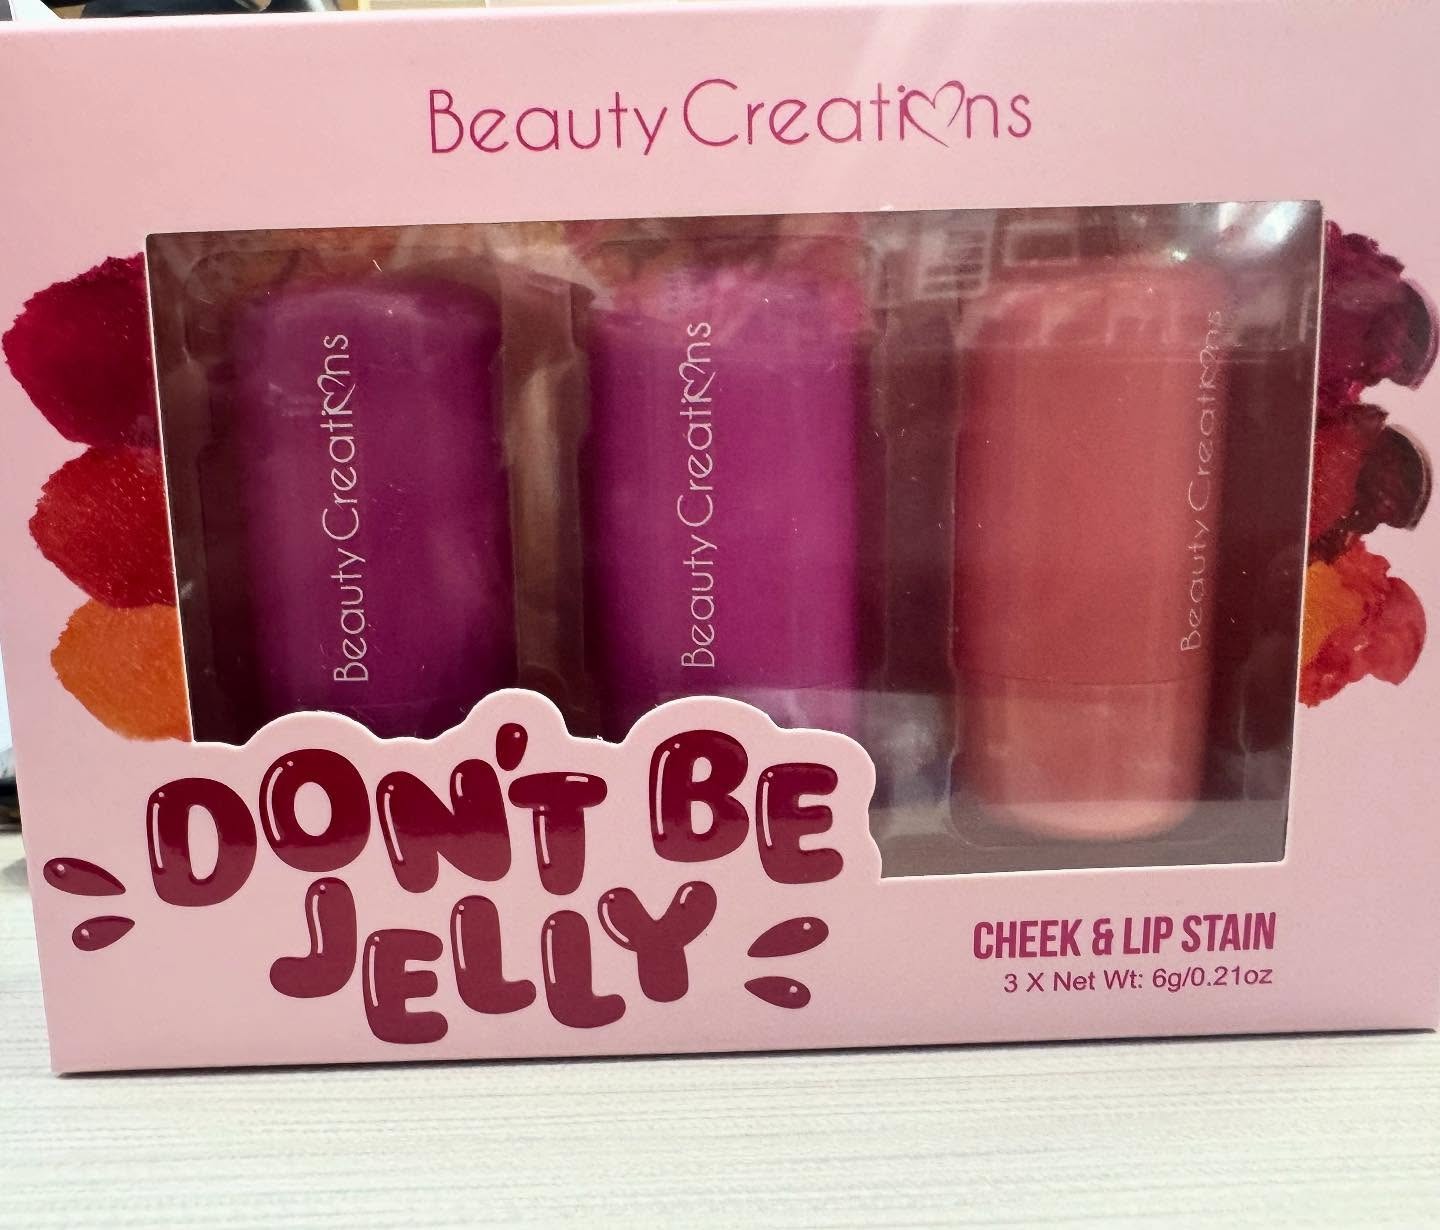 Beauty Creations
Beauty Creations
Beauty Creations
Beauty Creations
DON'T BE
JELLY
CHEEK & LIP STAIN
3 X Net Wt: 6g/0.21oz